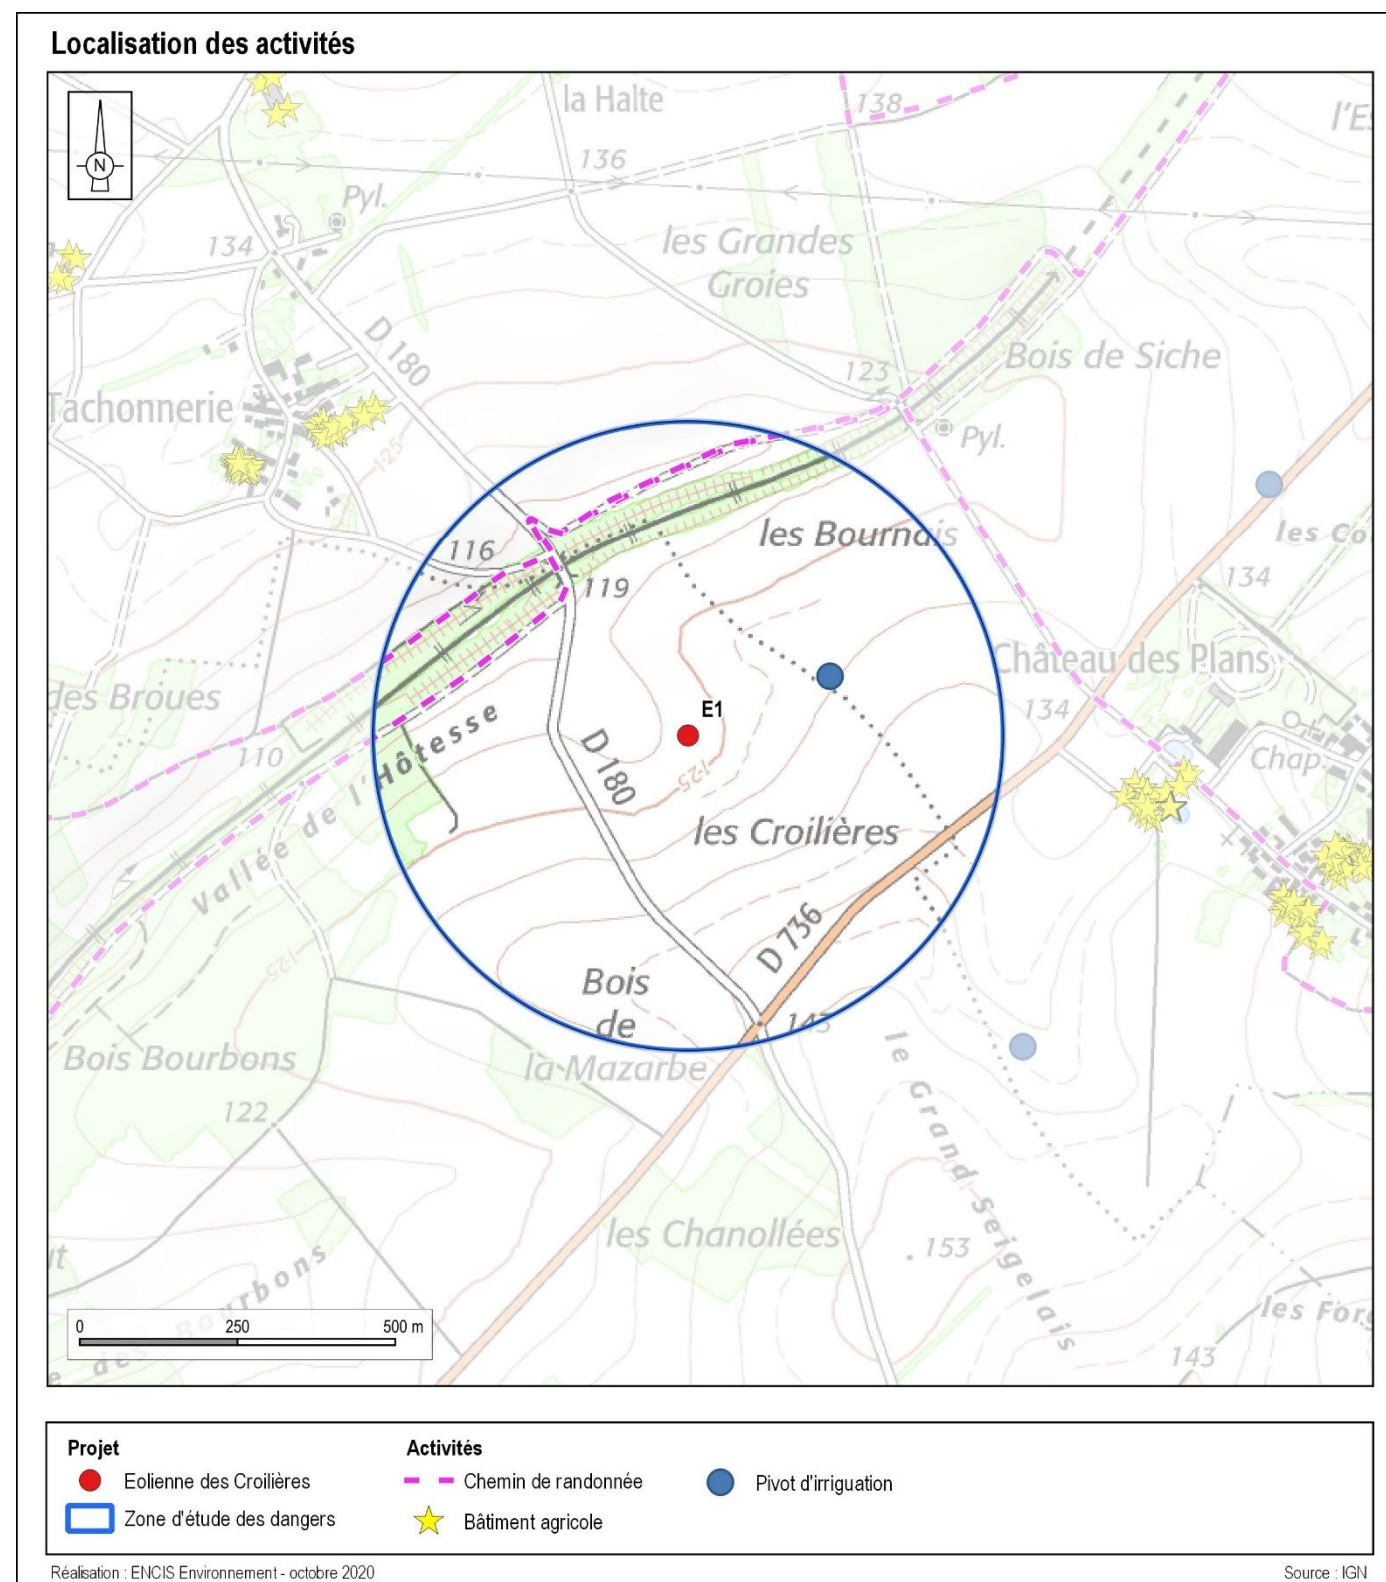 Localisation des activités
N
la Halte
138
l'Es
136
Pyl.
134
les Grandes
Groies
D 180
Bois de Siche
123
Tachonnerie
125
Pyl.
les Bournais
116
119
les Co
134
Château des Plans
des Broues
E1
134
110
Vallée de l'Hôtesse
D 180
125
Chap.
les Croilières
D 736
125
Bois
de
la Mazarbe
143
Bois Bourbons
le Grand Seigelais
122
les Chanollées
153
des Bourbons
les Forg
143
0 250 500 m
Projet
Eolienne des Croilières
Zone d'étude des dangers
Activités
Chemin de randonnée
Bâtiment agricole
Pivot d'irriguation
Réalisation : ENCIS Environnement - octobre 2020
Source : IGN